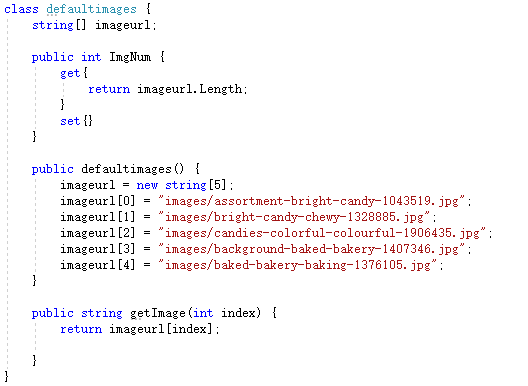 class defaultimages {
    string[] imageurl;

    public int ImgNum {
        get{
            return imageurl.Length;
        }
        set{}
    }

    public defaultimages() {
        imageurl = new string[5];
        imageurl[0] = "images/assortment-bright-candy-1043519.jpg";
        imageurl[1] = "images/bright-candy-chewy-1328885.jpg";
        imageurl[2] = "images/candies-colorful-colourful-1906435.jpg";
        imageurl[3] = "images/background-baked-bakery-1407346.jpg";
        imageurl[4] = "images/baked-bakery-baking-1376105.jpg";
    }

    public string getImage(int index) {
        return imageurl[index];

    }
}